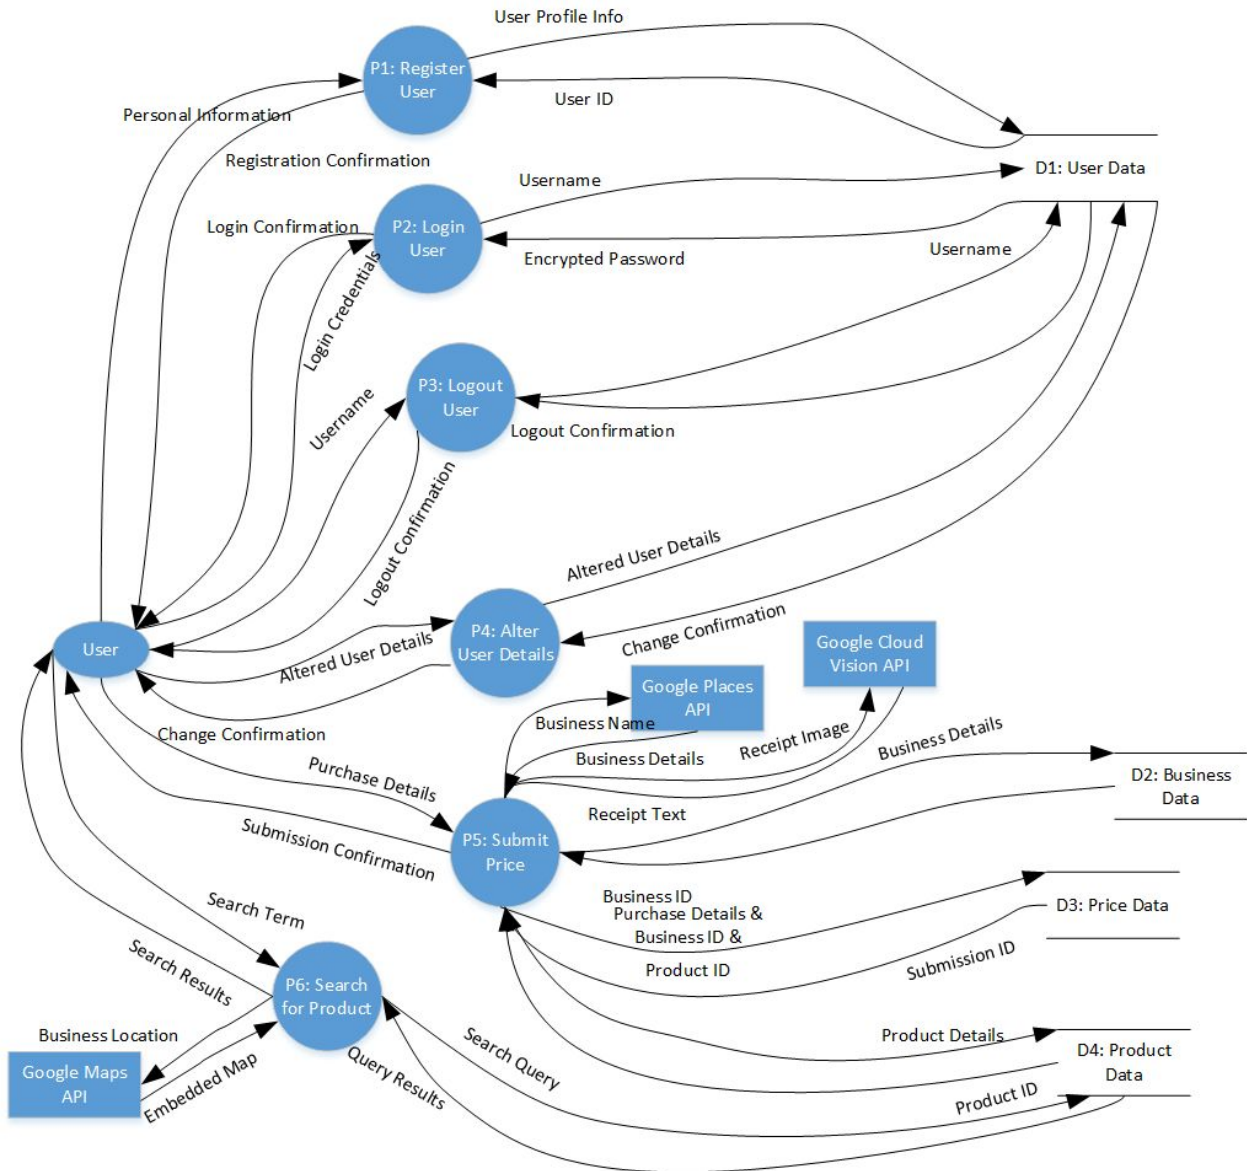 User Profile Info
P1: Register
User
User ID
Personal Information
Registration Confirmation
D1: User Data
Username
Login Confirmation
P2: Login
User
Encrypted Password
Username
Login Credentials
P3: Logout
User
Username
Logout Confirmation
Logout Confirmation
Altered User Details
P4: Alter
User Details
Change Confirmation
User
Altered User Details
Google Cloud
Vision API
Google Places
API
Business Name
Change Confirmation
Business Details
Receipt Image
Business Details
Purchase Details
D2: Business
Data
Receipt Text
Submission Confirmation
P5: Submit
Price
Business ID
Purchase Details &
Business ID &
Product ID
D3: Price Data
Submission ID
Search Term
Search Results
P6: Search
for Product
Business Location
Google Maps
API
Embedded Map
Query Results
Search Query
Product Details
D4: Product
Data
Product ID